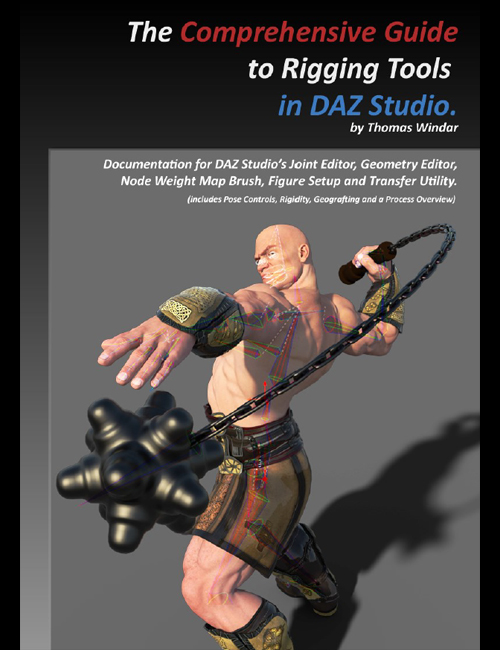 The Comprehensive Guide
to Rigging Tools
in DAZ Studio.
by Thomas Windar
Documentation for DAZ Studio's Joint Editor, Geometry Editor,
Node Weight Map Brush, Figure Setup and Transfer Utility.
(includes Pose Controls, Rigidity, Geografting and a Process Overview)